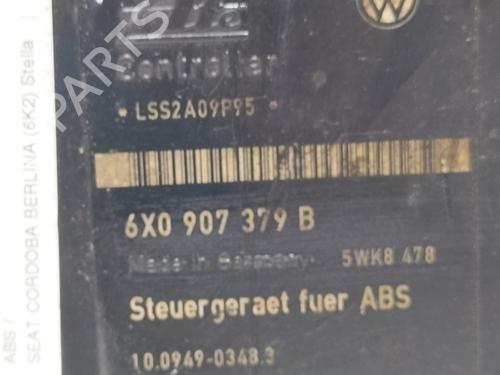 Controller
* LSS2A09P95 *
6X0 907 379 B
Made in Germany 5WK8 478
Steuergeraet fuer ABS
10.0949-0348.3
ABS /
SEAT CORDOBA BERLINA (6K2) Stella |
B-PARTS